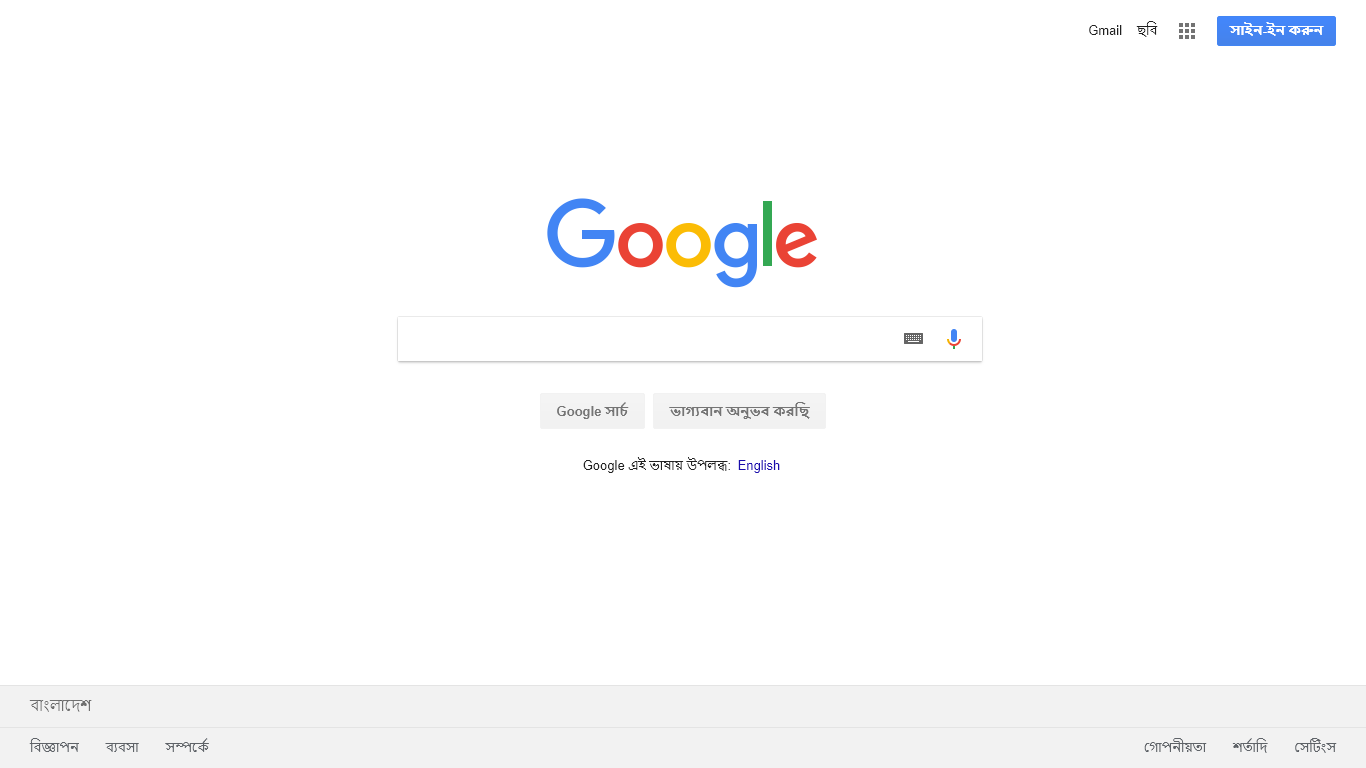 Gmail ছবি সাইন-ইন করুন
Google
Google সার্চ ভাগ্যবান অনুভব করছি
Google এই ভাষায় উপলব্ধ: English
বাংলাদেশ
বিজ্ঞাপন ব্যবসা সম্পর্কে গোপনীয়তা শর্তাদি সেটিংস